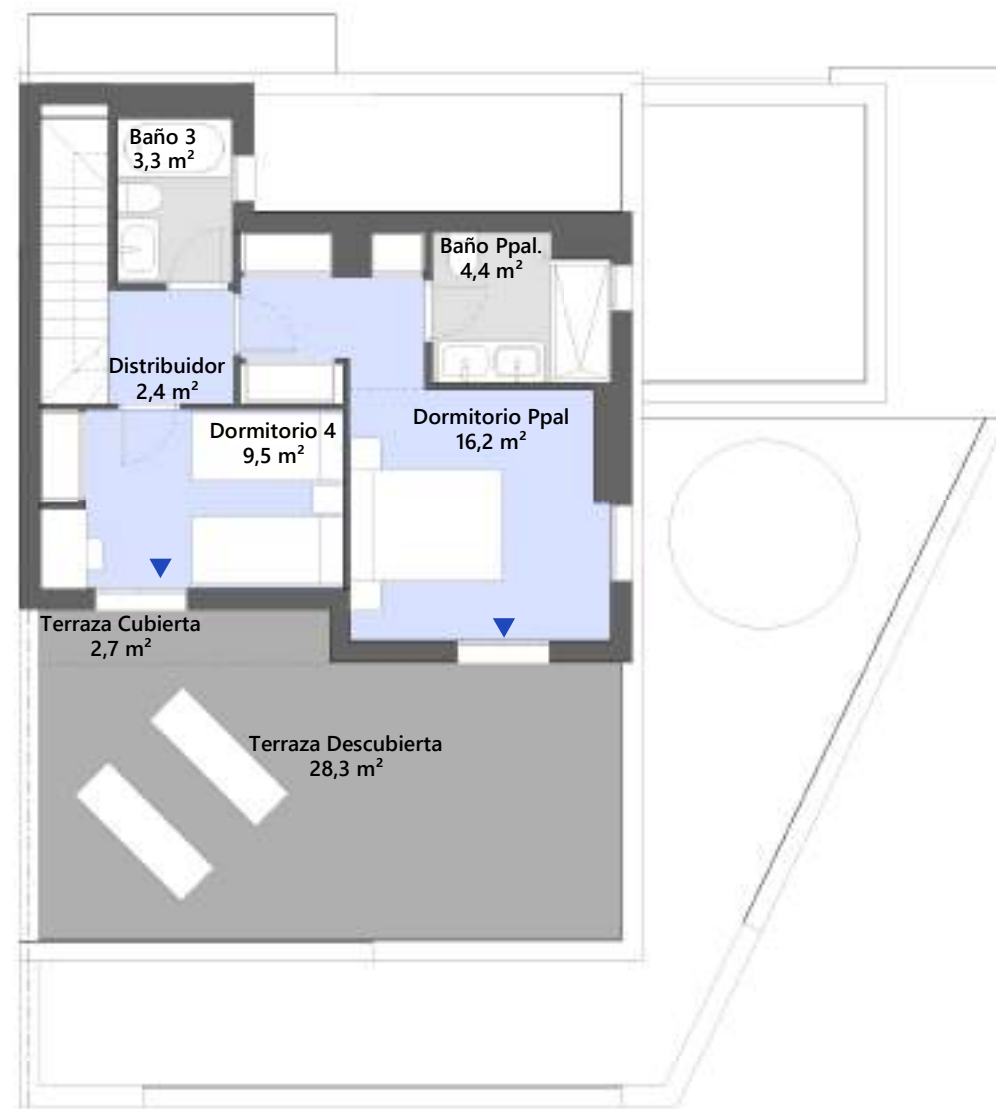 Baño 3
3,3 m²
Baño Ppal.
4,4 m²
Distribuidor
2,4 m²
Dormitorio 4
9,5 m²
Dormitorio Ppal
16,2 m²
Terraza Cubierta
2,7 m²
Terraza Descubierta
28,3 m²